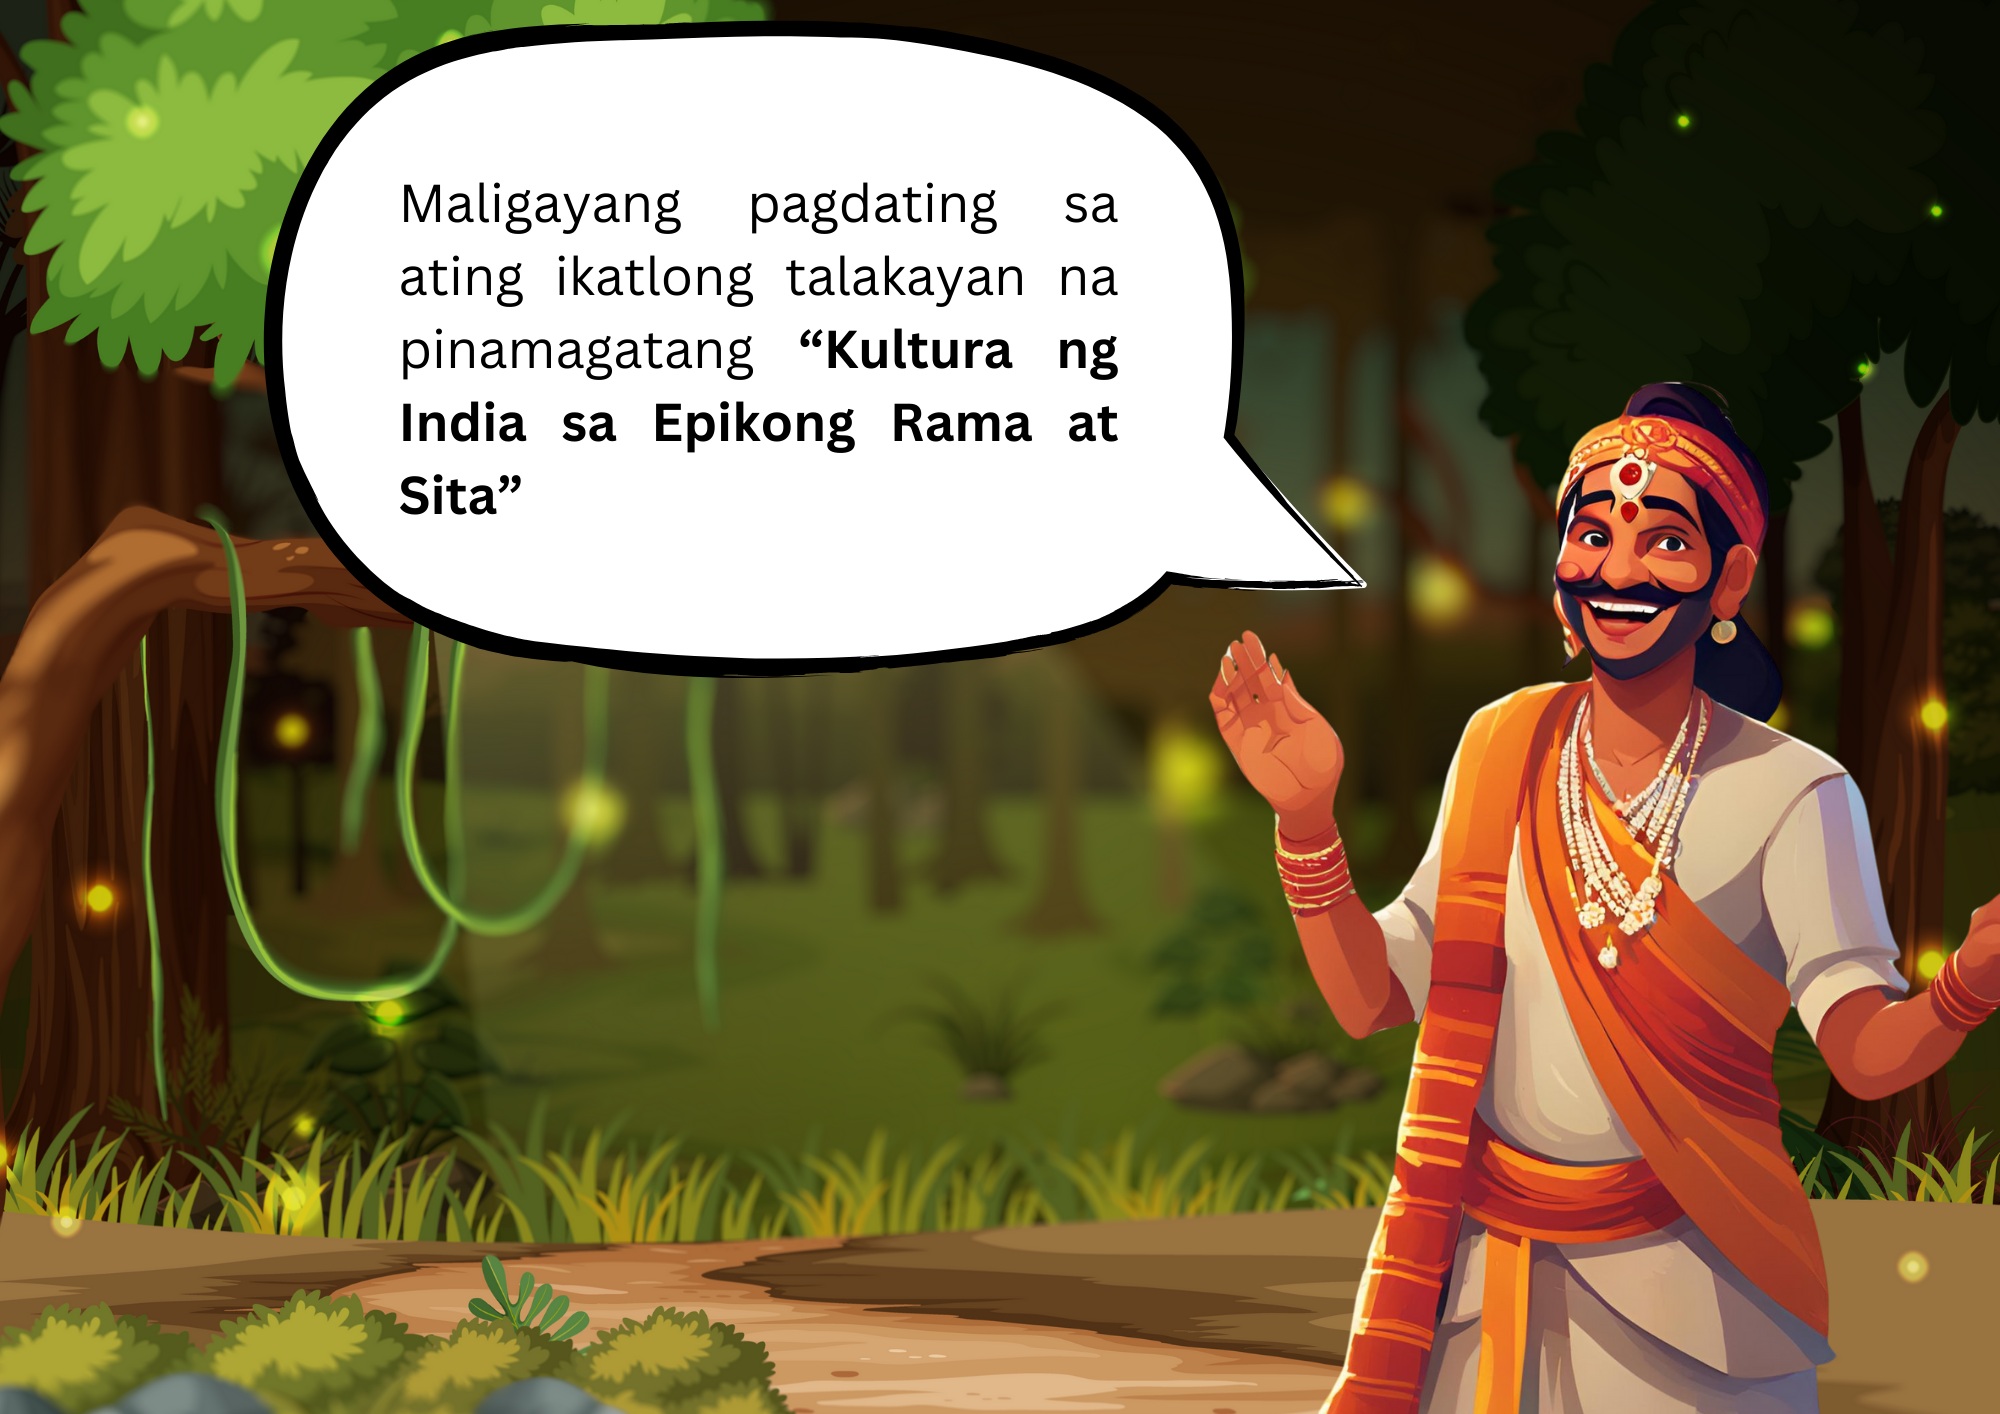 Maligayang pagdating sa
ating ikatlong talakayan na
pinamagatang “Kultura ng
India sa Epikong Rama at
Sita”